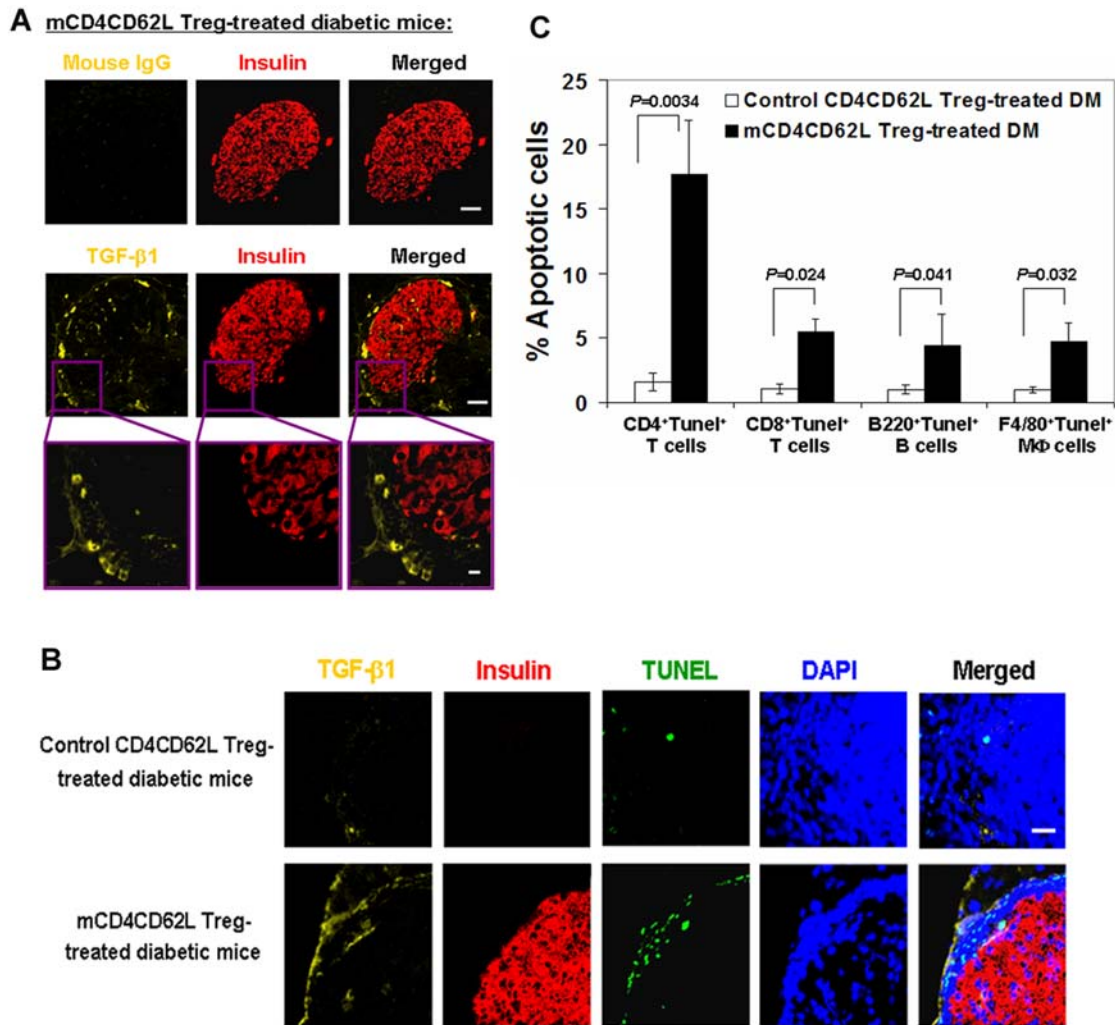 A mCD4CD62L Treg-treated diabetic mice:
Mouse IgG Insulin Merged
TGF-β1 Insulin Merged
C
25
20
15
10
5
0
% Apoptotic cells
Control CD4CD62L Treg-treated DM
mCD4CD62L Treg-treated DM
P=0.0034
P=0.024
P=0.041
P=0.032
CD4⁺Tunel⁺ CD8⁺Tunel⁺ B220⁺Tunel⁺ F4/80⁺Tunel⁺
T cells T cells B cells MΦ cells
B
TGF-β1 Insulin TUNEL DAPI Merged
Control CD4CD62L Treg-
treated diabetic mice
mCD4CD62L Treg-
treated diabetic mice